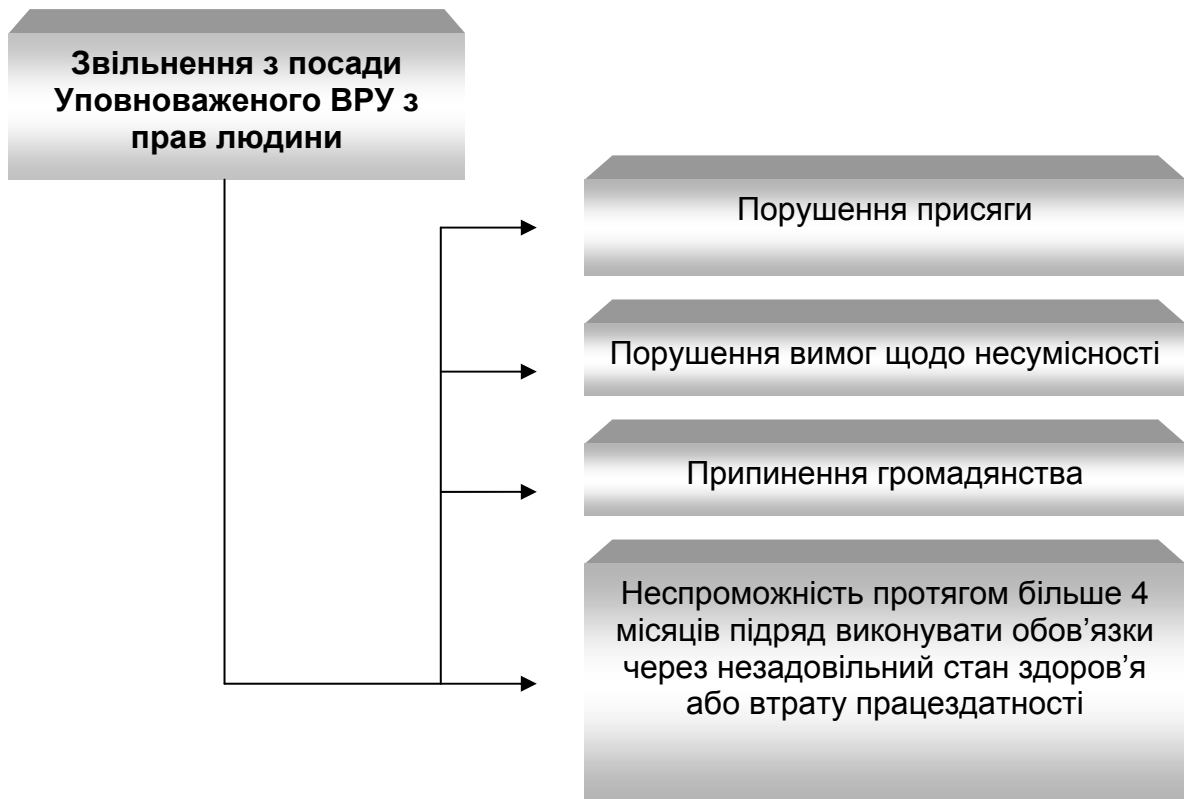 Звільнення з посади
Уповноваженого ВРУ з
прав людини
Порушення присяги
Порушення вимог щодо несумісності
Припинення громадянства
Неспроможність протягом більше 4
місяців підряд виконувати обов’язки
через незадовільний стан здоров’я
або втрату працездатності